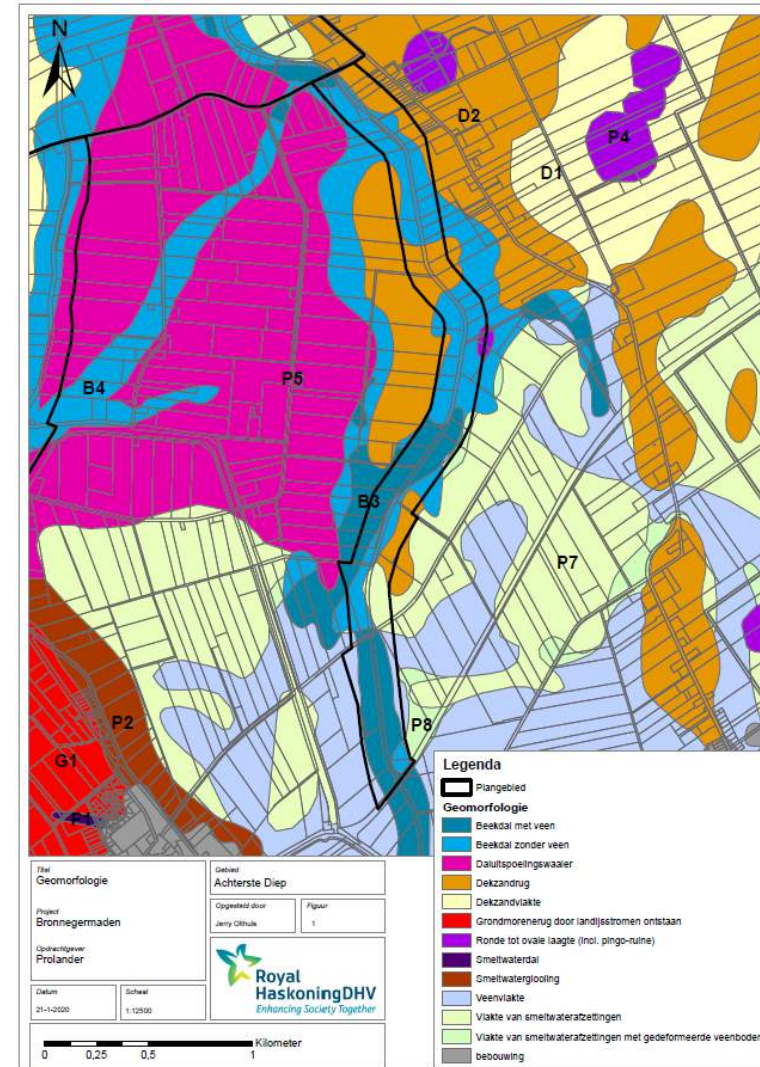 N
D2
P4
D1
P5
B4
B3
P7
P2
P8
G1
P1
Legenda
Plangebied
Geomorfologie
Beekdal met veen
Beekdal zonder veen
Daluitspoelingswaaier
Dekzandrug
Dekzandvlakte
Grondmorenerug door landijsstromen ontstaan
Ronde tot ovale laagte (incl. pingo-ruïne)
Smeltwaterdal
Smeltwaterglooiing
Veenvlakte
Vlakte van smeltwaterafzettingen
Vlakte van smeltwaterafzettingen met gedeformeerde veenboden
bebouwing
Titel
Geomorfologie
Project
Bronnegermaden
Opdrachtgever
Prolander
Datum
21-1-2020
Schaal
1:12500
Gebied
Achterste Diep
Opgesteld door
Jerry Olthuis
Figuur
1
Royal
HaskoningDHV
Enhancing Society Together
Kilometer
0 0,25 0,5 1